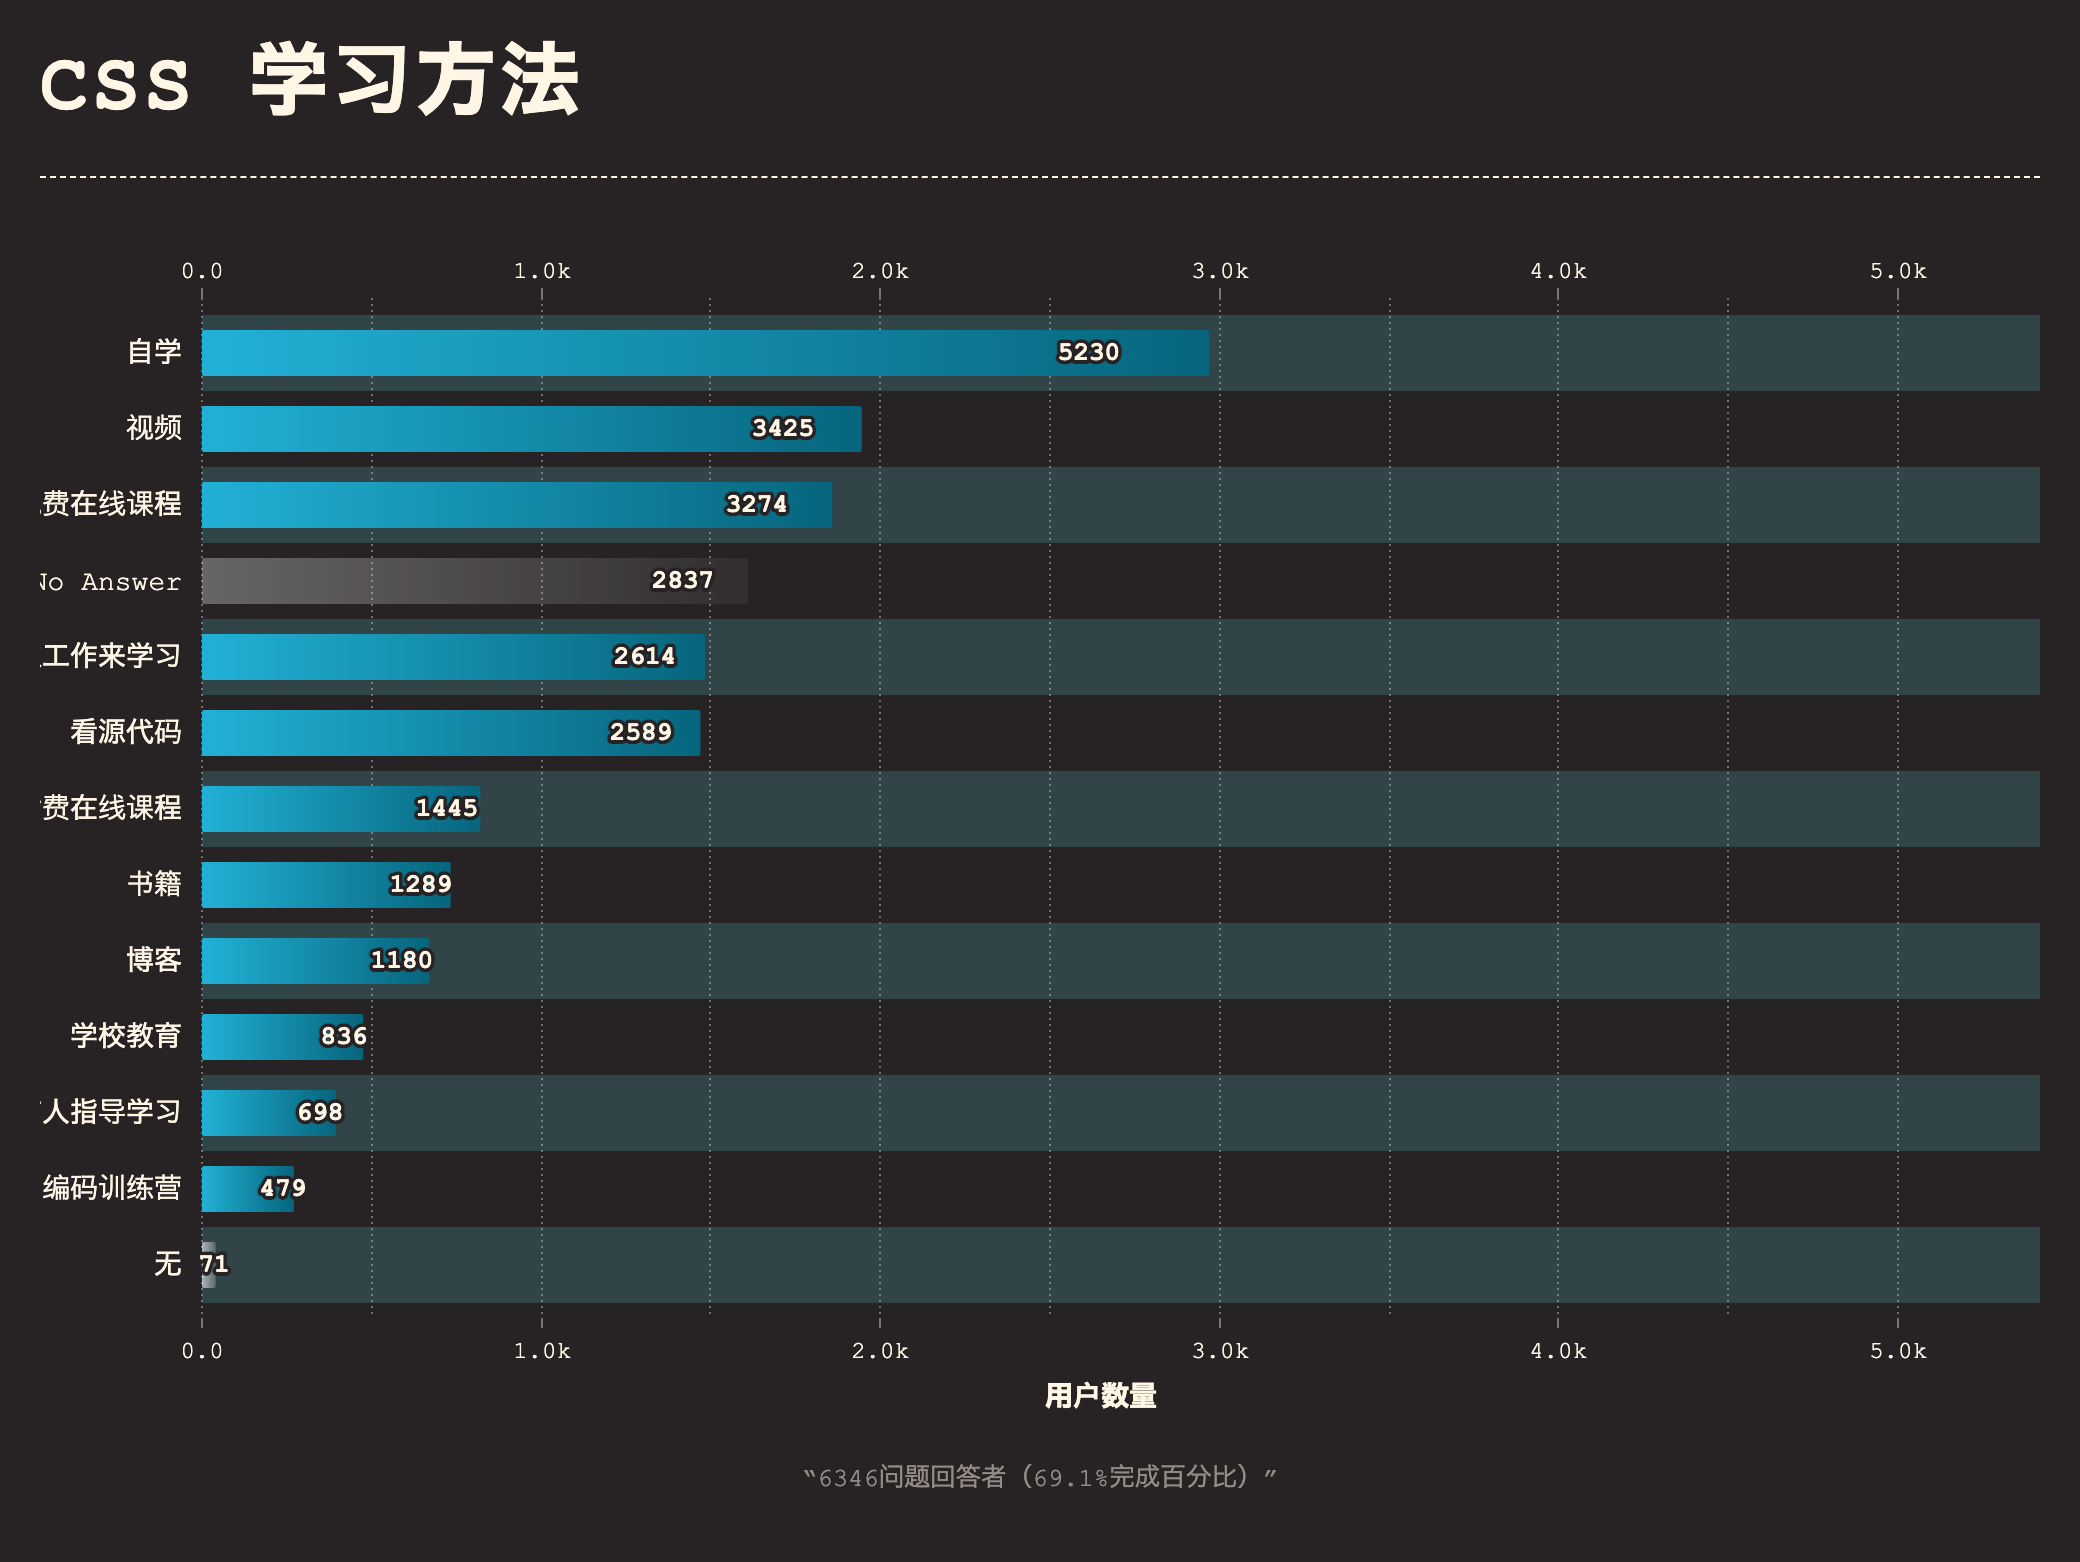 CSS 学习方法
0.0 1.0k 2.0k 3.0k 4.0k 5.0k
自学 5230
视频 3425
费在线课程 3274
No Answer 2837
工作来学习 2614
看源代码 2589
费在线课程 1445
书籍 1289
博客 1180
学校教育 836
人指导学习 698
编码训练营 479
无 71
0.0 1.0k 2.0k 3.0k 4.0k 5.0k
用户数量
“6346问题回答者（69.1%完成百分比）”